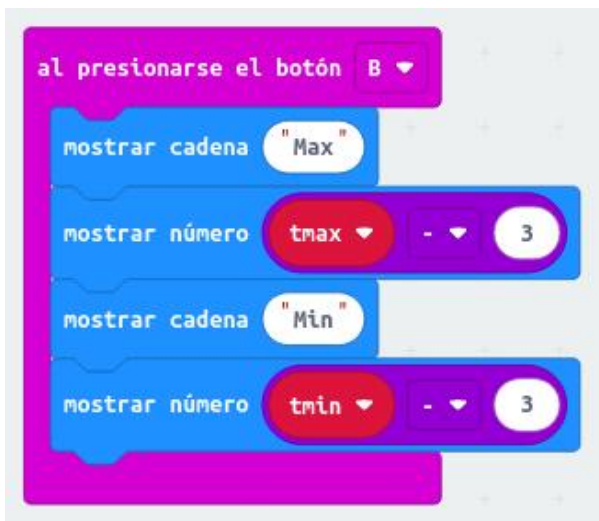 al presionarse el botón B
mostrar cadena "Max"
mostrar número tmax - 3
mostrar cadena "Min"
mostrar número tmin - 3